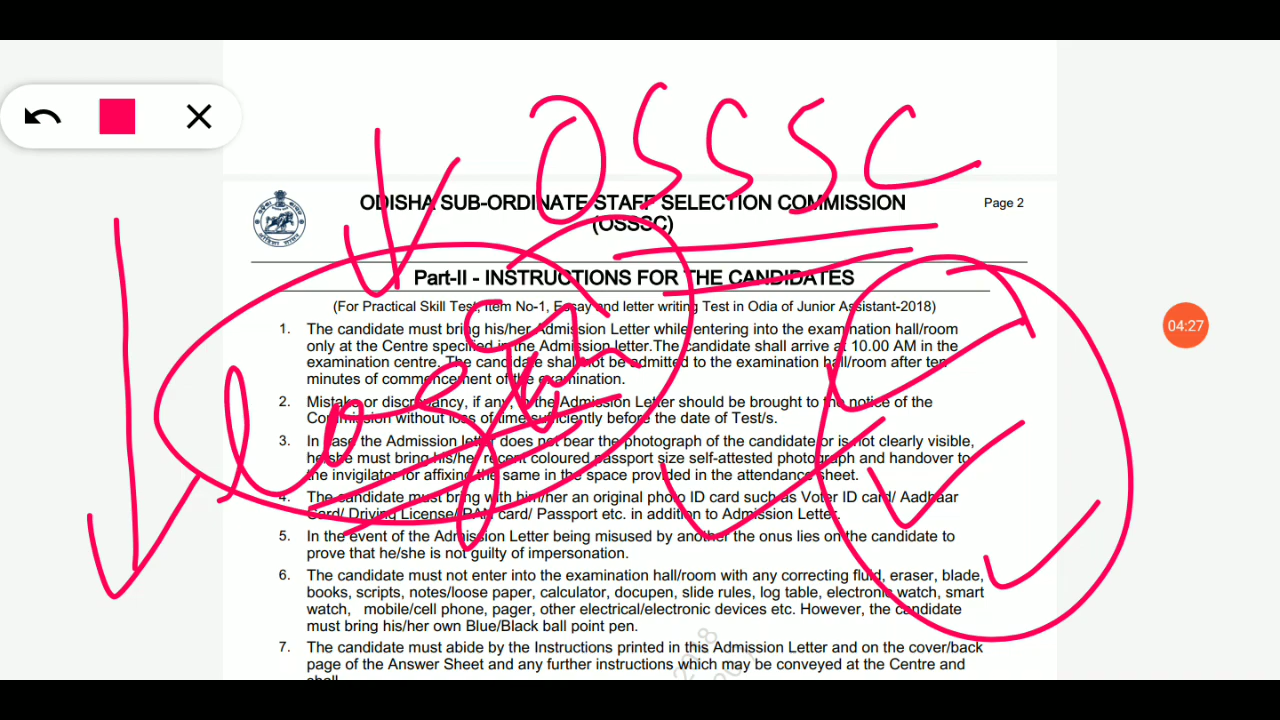 OSSSC
ODISHA SUB-ORDINATE STAFF SELECTION COMMISSION
(OSSSC)
Page 2
Part-II - INSTRUCTIONS FOR THE CANDIDATES
(For Practical Skill Test, Item No-1, Essay and letter writing Test in Odia of Junior Assistant-2018)
1. The candidate must bring his/her Admission Letter while entering into the examination hall/room
only at the Centre specified in the Admission letter.The candidate shall arrive at 10.00 AM in the
examination centre. The candidate shall not be admitted to the examination hall/room after ten
minutes of commencement of the examination.
2. Mistake or discrepancy, if any, in the Admission Letter should be brought to the notice of the
Commission without loss of time sufficiently before the date of Test/s.
3. In case the Admission letter does not bear the photograph of the candidate or is not clearly visible,
he/she must bring his/her recent coloured passport size self-attested photograph and handover to
the invigilator for affixing the same in the space provided in the attendance sheet.
4. The candidate must bring with him/her an original photo ID card such as Voter ID card/ Aadhaar
Card/ Driving License/ PAN card/ Passport etc. in addition to Admission Letter.
5. In the event of the Admission Letter being misused by another the onus lies on the candidate to
prove that he/she is not guilty of impersonation.
6. The candidate must not enter into the examination hall/room with any correcting fluid, eraser, blade,
books, scripts, notes/loose paper, calculator, docupen, slide rules, log table, electronic watch, smart
watch, mobile/cell phone, pager, other electrical/electronic devices etc. However, the candidate
must bring his/her own Blue/Black ball point pen.
7. The candidate must abide by the Instructions printed in this Admission Letter and on the cover/back
page of the Answer Sheet and any further instructions which may be conveyed at the Centre and
shall
04:27